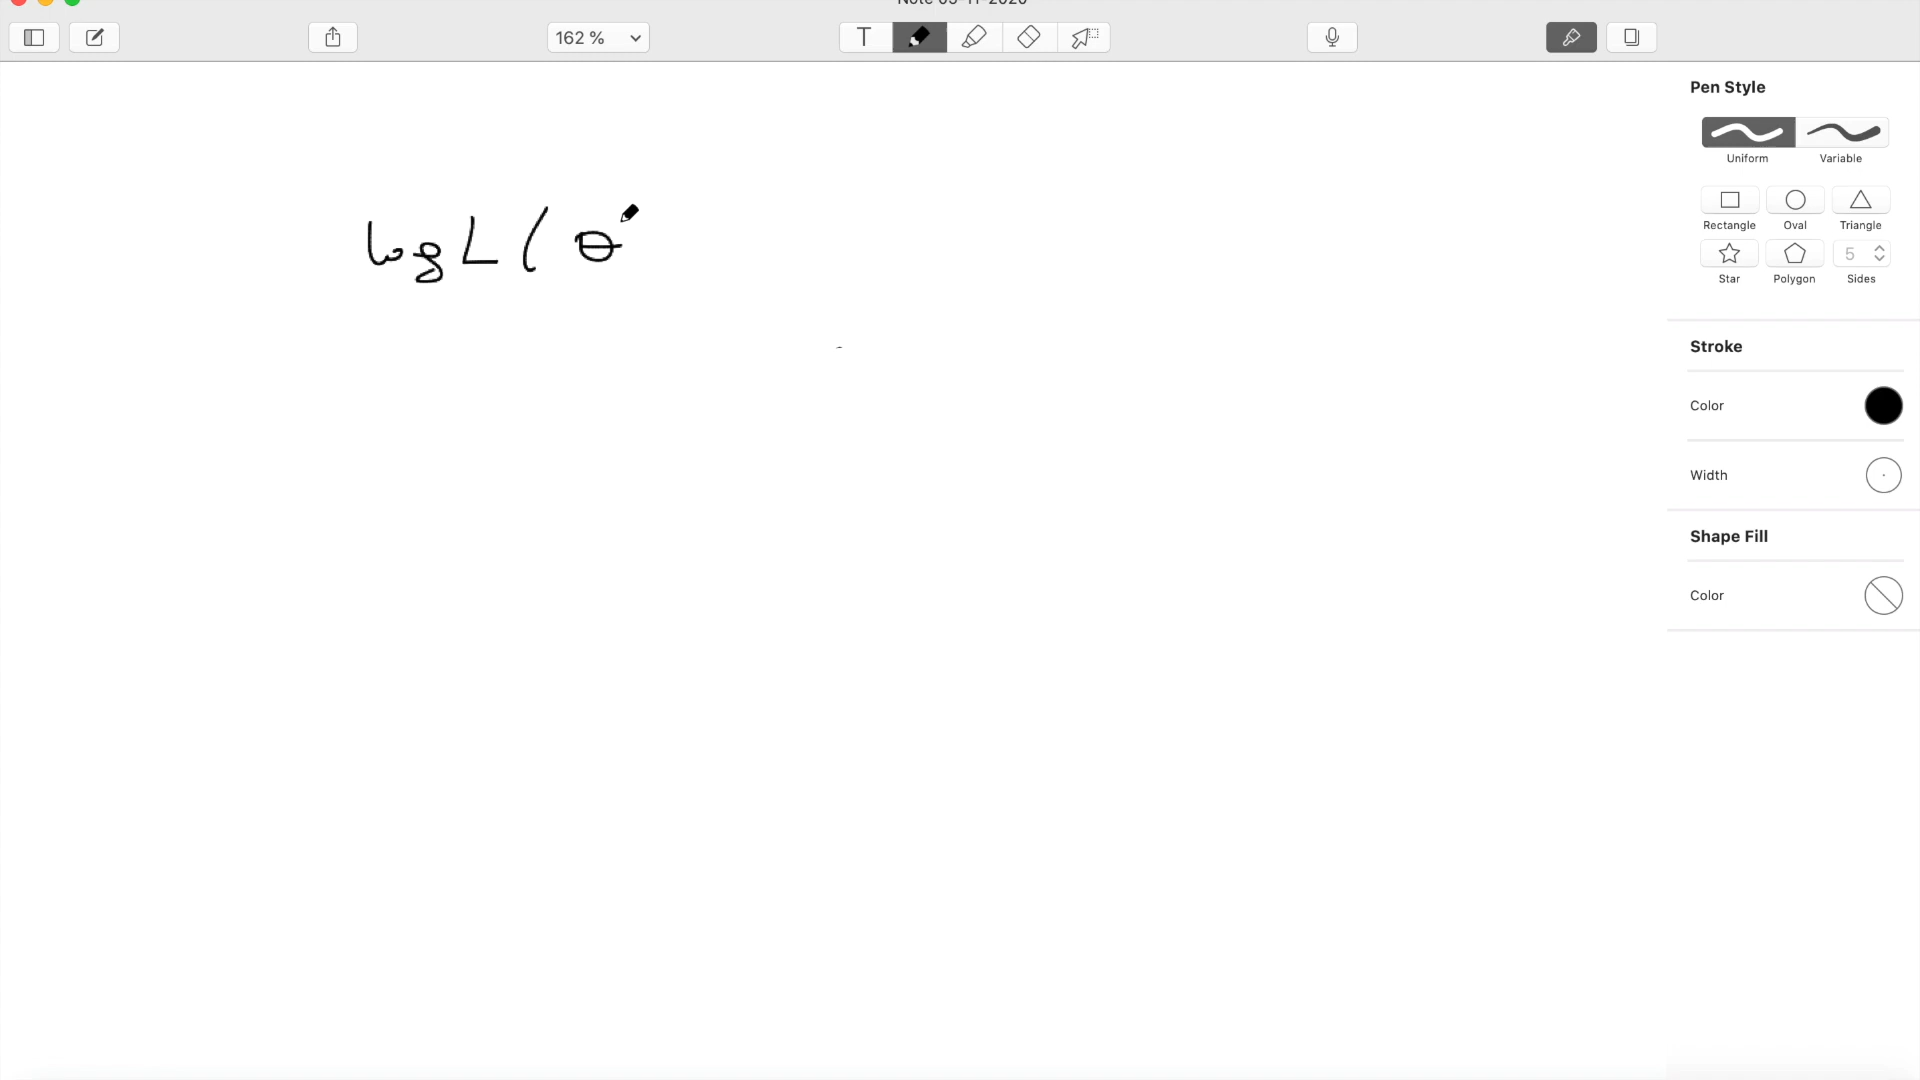 162 %
T
Pen Style
Uniform Variable
Rectangle Oval Triangle
5
Star Polygon Sides
log L ( θ
Stroke
Color
Width
Shape Fill
Color